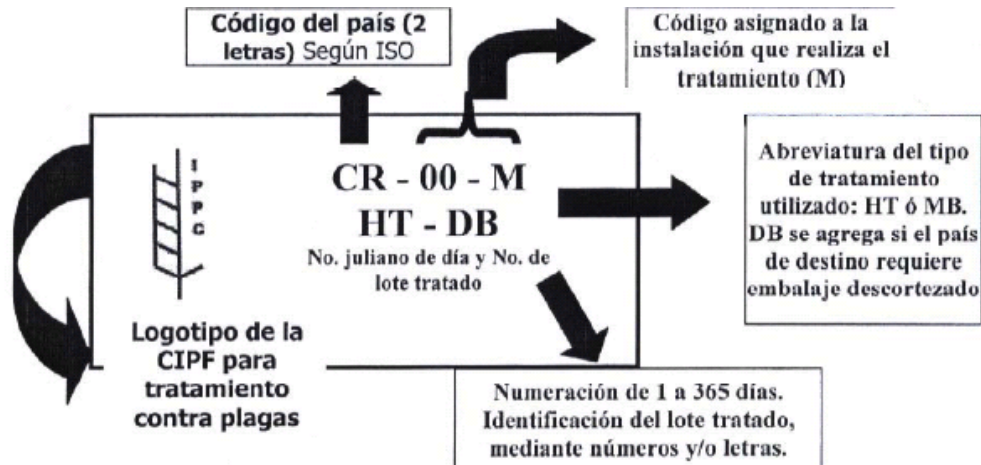 Código del país (2
letras) Según ISO
Código asignado a la
instalación que realiza el
tratamiento (M)
IPPC
CR - 00 - M
HT - DB
No. juliano de día y No. de
lote tratado
Abreviatura del tipo
de tratamiento
utilizado: HT ó MB.
DB se agrega si el país
de destino requiere
embalaje descortezado
Logotipo de la
CIPF para
tratamiento
contra plagas
Numeración de 1 a 365 días.
Identificación del lote tratado,
mediante números y/o letras.